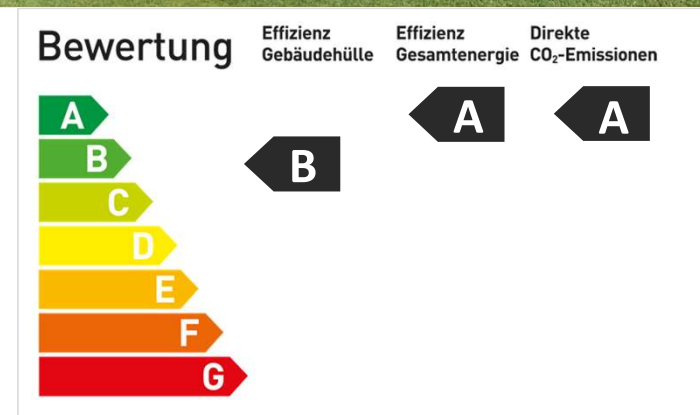 Bewertung
Effizienz
Gebäudehülle
Effizienz
Gesamtenergie
Direkte
CO₂-Emissionen
A
A
A
B
B
C
D
E
F
G